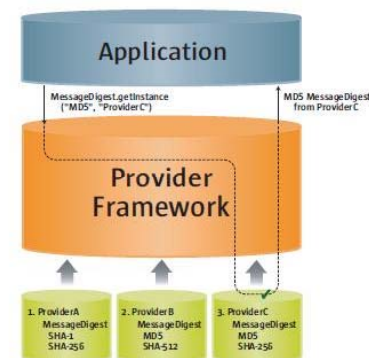 Application
MessageDigest.getInstance
("MD5", "ProviderC")
MD5 MessageDigest
from ProviderC
Provider
Framework
1. ProviderA
MessageDigest
SHA-1
SHA-256
2. ProviderB
MessageDigest
MD5
SHA-512
3. ProviderC
MessageDigest
MD5
SHA-256